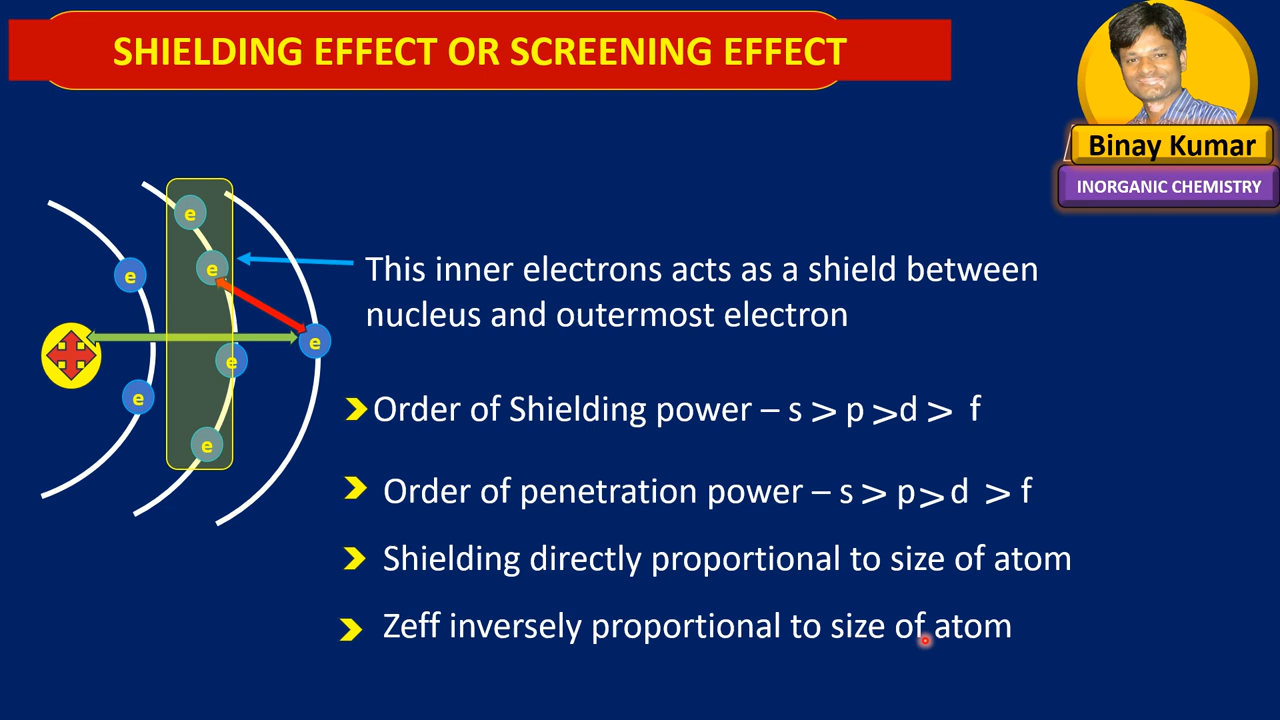 SHIELDING EFFECT OR SCREENING EFFECT
Binay Kumar
INORGANIC CHEMISTRY
e
e
e
e
e
e
e
This inner electrons acts as a shield between
nucleus and outermost electron
Order of Shielding power – s > p >d > f
Order of penetration power – s > p > d > f
Shielding directly proportional to size of atom
Zeff inversely proportional to size of atom